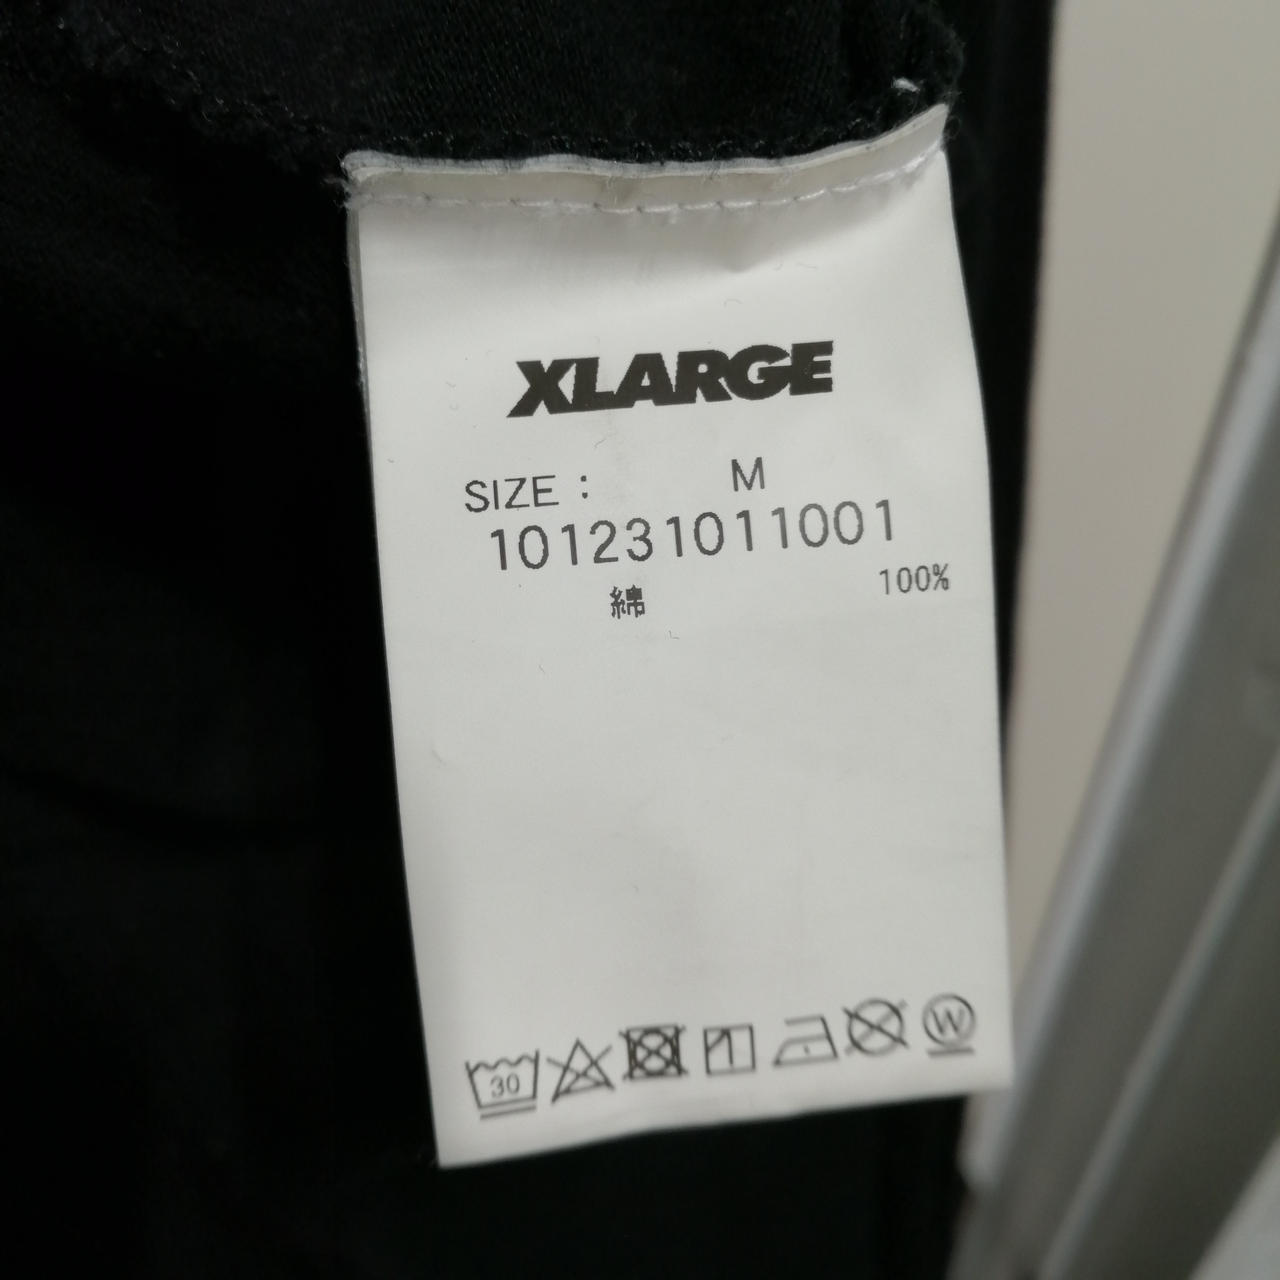 XLARGE
SIZE : M
101231011001
綿 100%
30 W